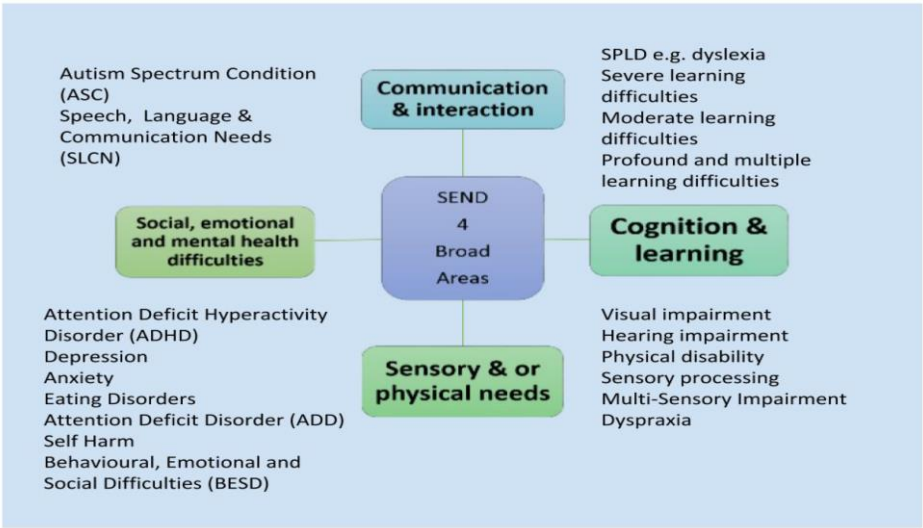 Autism Spectrum Condition
(ASC)
Speech, Language &
Communication Needs
(SLCN)
Communication
& interaction
SPLD e.g. dyslexia
Severe learning
difficulties
Moderate learning
difficulties
Profound and multiple
learning difficulties
Social, emotional
and mental health
difficulties
SEND
4
Broad
Areas
Cognition &
learning
Attention Deficit Hyperactivity
Disorder (ADHD)
Depression
Anxiety
Eating Disorders
Attention Deficit Disorder (ADD)
Self Harm
Behavioural, Emotional and
Social Difficulties (BESD)
Sensory & or
physical needs
Visual impairment
Hearing impairment
Physical disability
Sensory processing
Multi-Sensory Impairment
Dyspraxia